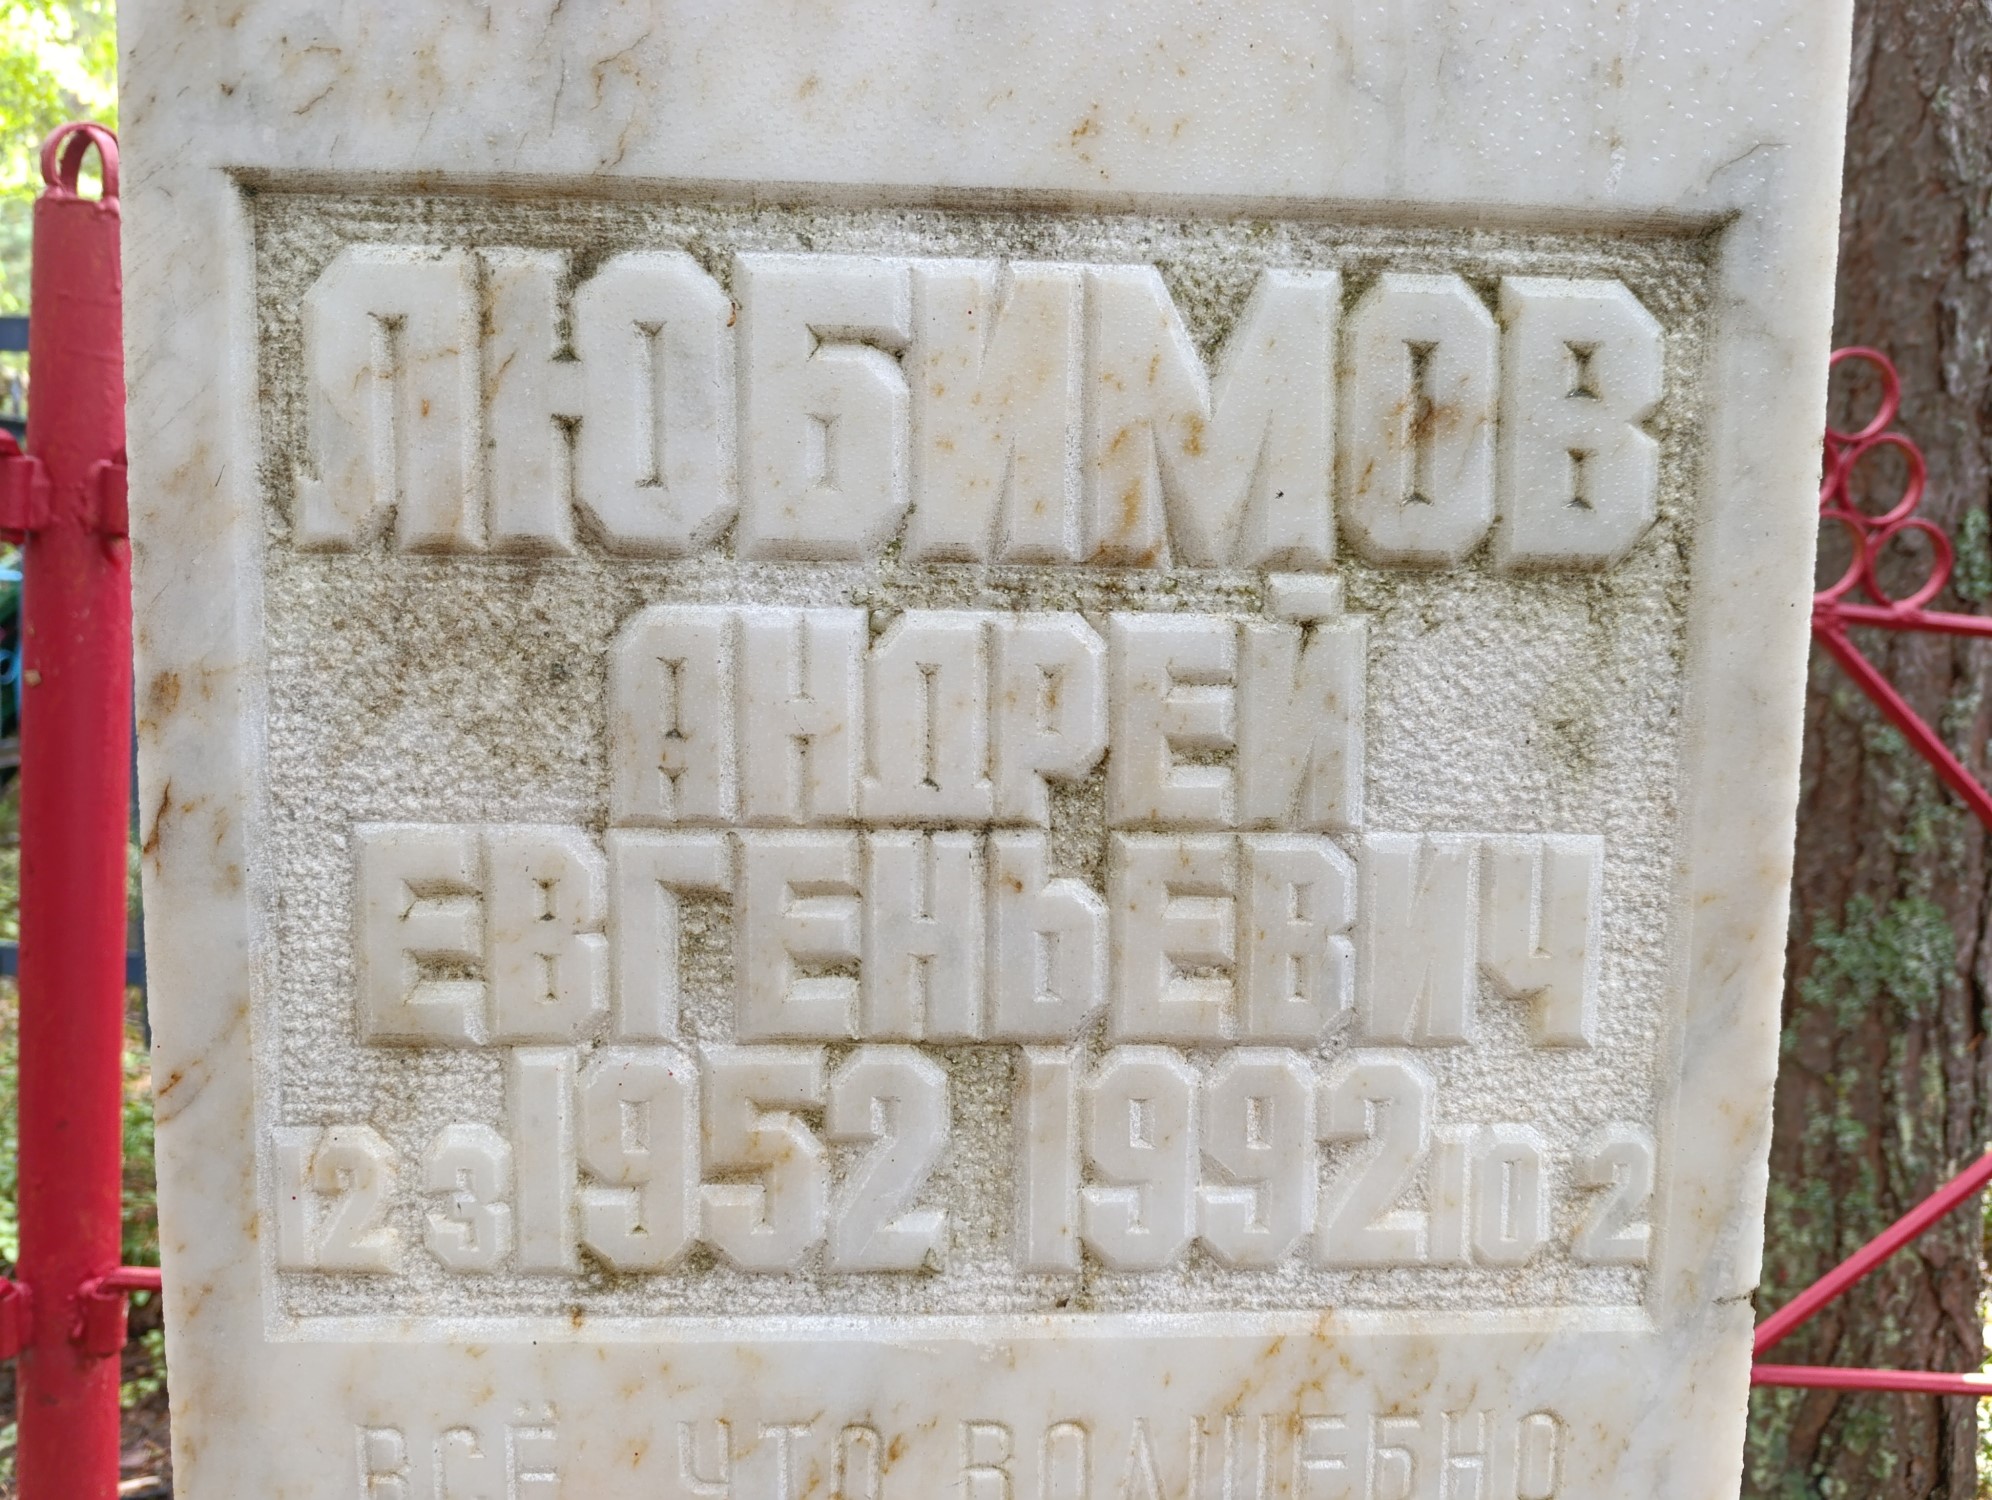 ЛЮБИМОВ
АНДРЕЙ
ЕВГЕНЬЕВИЧ
12 3 1952 1992 10 2
ВСЁ ЧТО ВОЛШЕБНО